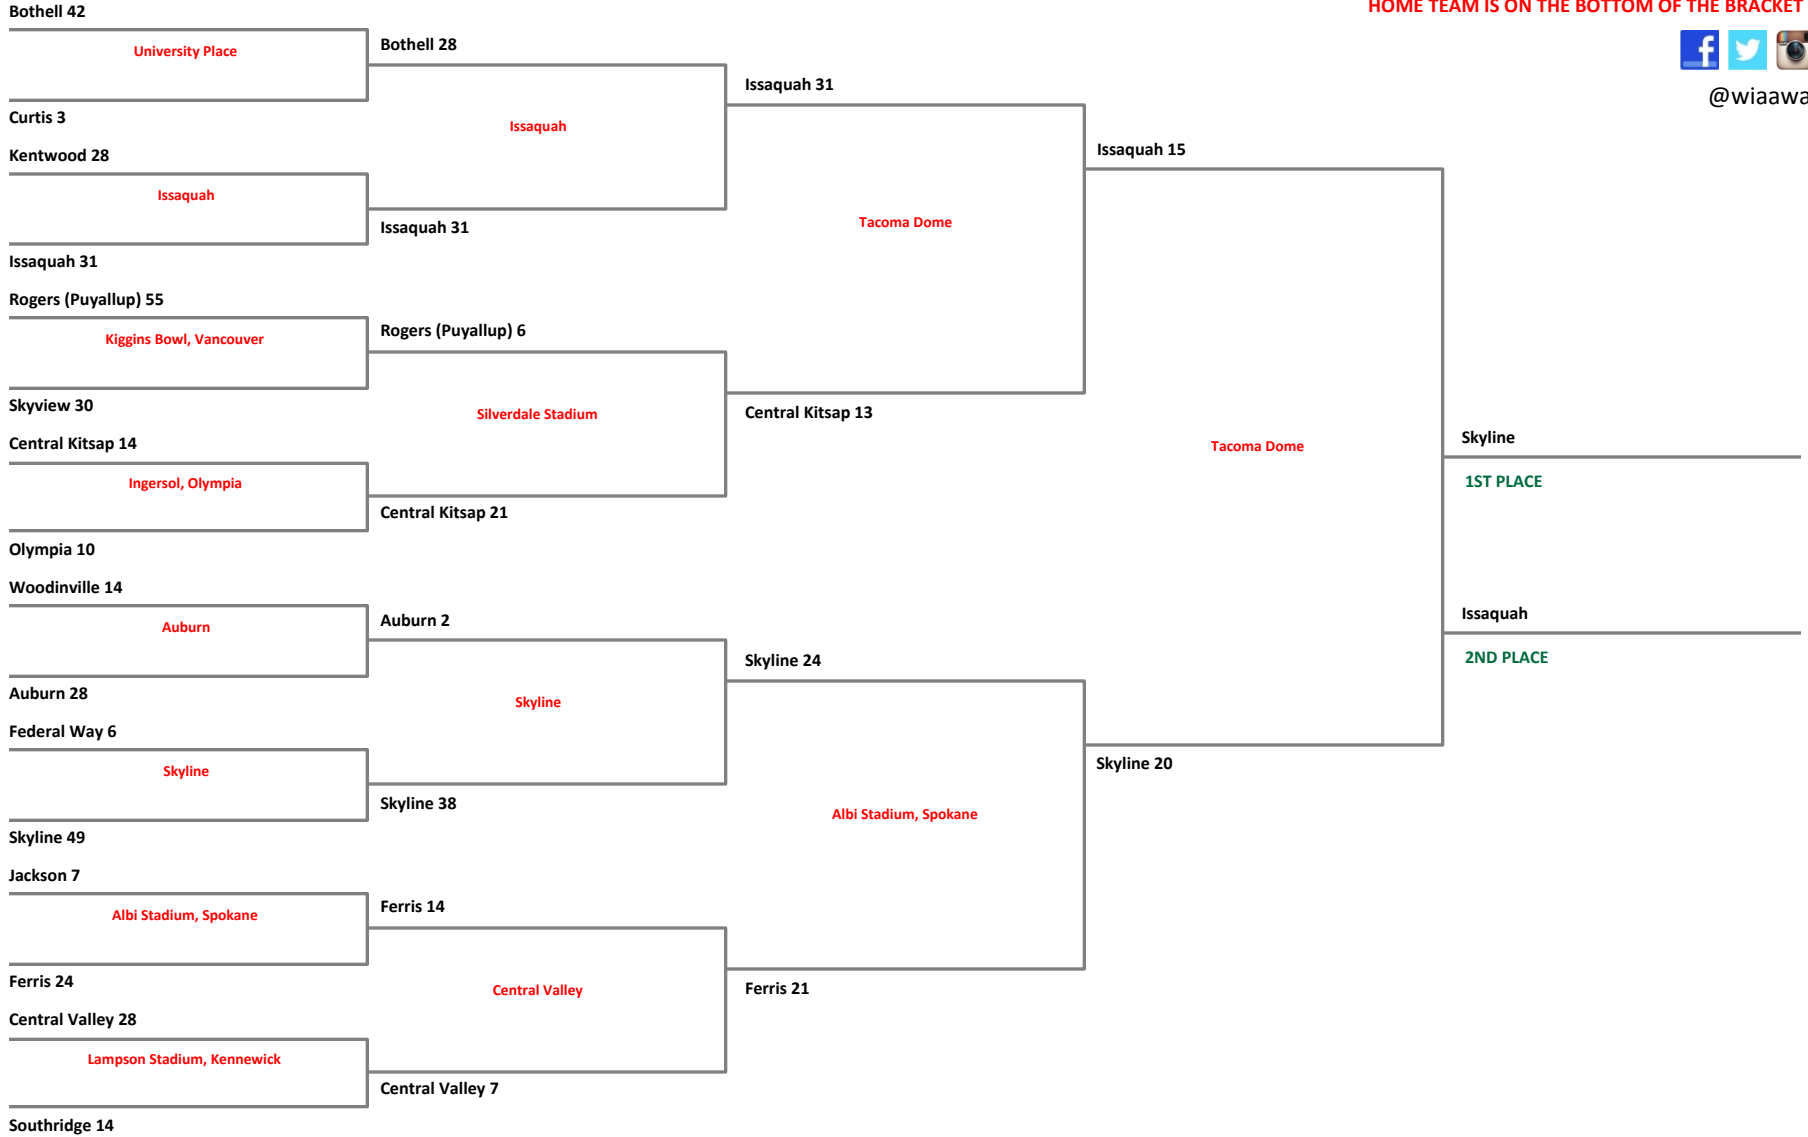 HOME TEAM IS ON THE BOTTOM OF THE BRACKET
@wiaawa
Bothell 42
University Place
Curtis 3
Kentwood 28
Issaquah
Issaquah 31
Rogers (Puyallup) 55
Kiggins Bowl, Vancouver
Skyview 30
Central Kitsap 14
Ingersol, Olympia
Olympia 10
Woodinville 14
Auburn
Auburn 28
Federal Way 6
Skyline
Skyline 49
Jackson 7
Albi Stadium, Spokane
Ferris 24
Central Valley 28
Lampson Stadium, Kennewick
Southridge 14
Bothell 28
Issaquah
Issaquah 31
Rogers (Puyallup) 6
Silverdale Stadium
Central Kitsap 21
Auburn 2
Skyline
Skyline 38
Ferris 14
Central Valley
Central Valley 7
Issaquah 31
Tacoma Dome
Central Kitsap 13
Skyline 24
Albi Stadium, Spokane
Ferris 21
Issaquah 15
Tacoma Dome
Skyline 20
Skyline
1ST PLACE
Issaquah
2ND PLACE